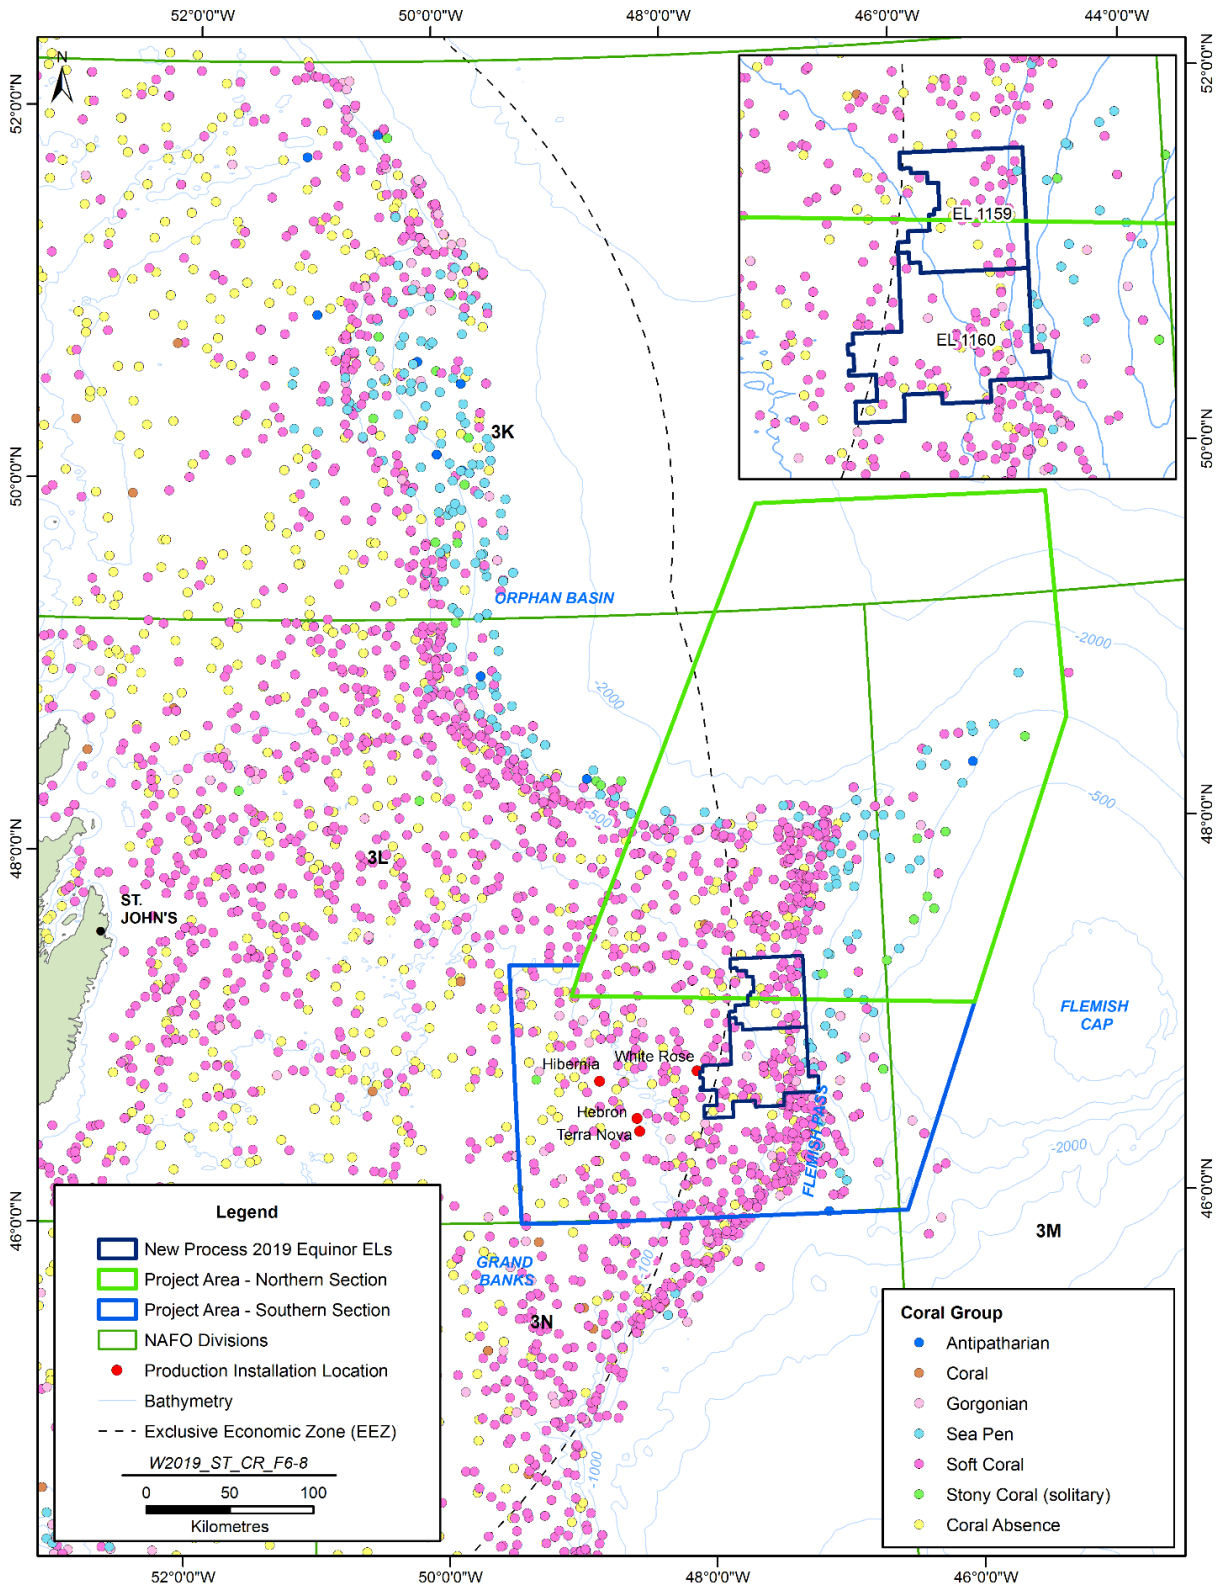 52°0'0"W
50°0'0"W
48°0'0"W
46°0'0"W
44°0'0"W
52°0'0"N
52°0'0"N
N
EL 1159
EL 1160
3K
50°0'0"N
50°0'0"N
ORPHAN BASIN
-2000
-2000
-500
-500
48°0'0"N
48°0'0"N
3L
ST.
JOHN'S
FLEMISH
CAP
White Rose
Hibernia
Hebron
Terra Nova
FLEMISH PASS
-2000
46°0'0"N
46°0'0"N
3M
GRAND
BANKS
-100
3N
-1000
Legend
New Process 2019 Equinor ELs
Project Area - Northern Section
Project Area - Southern Section
NAFO Divisions
Production Installation Location
Bathymetry
Exclusive Economic Zone (EEZ)
W2019_ST_CR_F6-8
0 50 100
Kilometres
Coral Group
Antipatharian
Coral
Gorgonian
Sea Pen
Soft Coral
Stony Coral (solitary)
Coral Absence
52°0'0"W
50°0'0"W
48°0'0"W
46°0'0"W